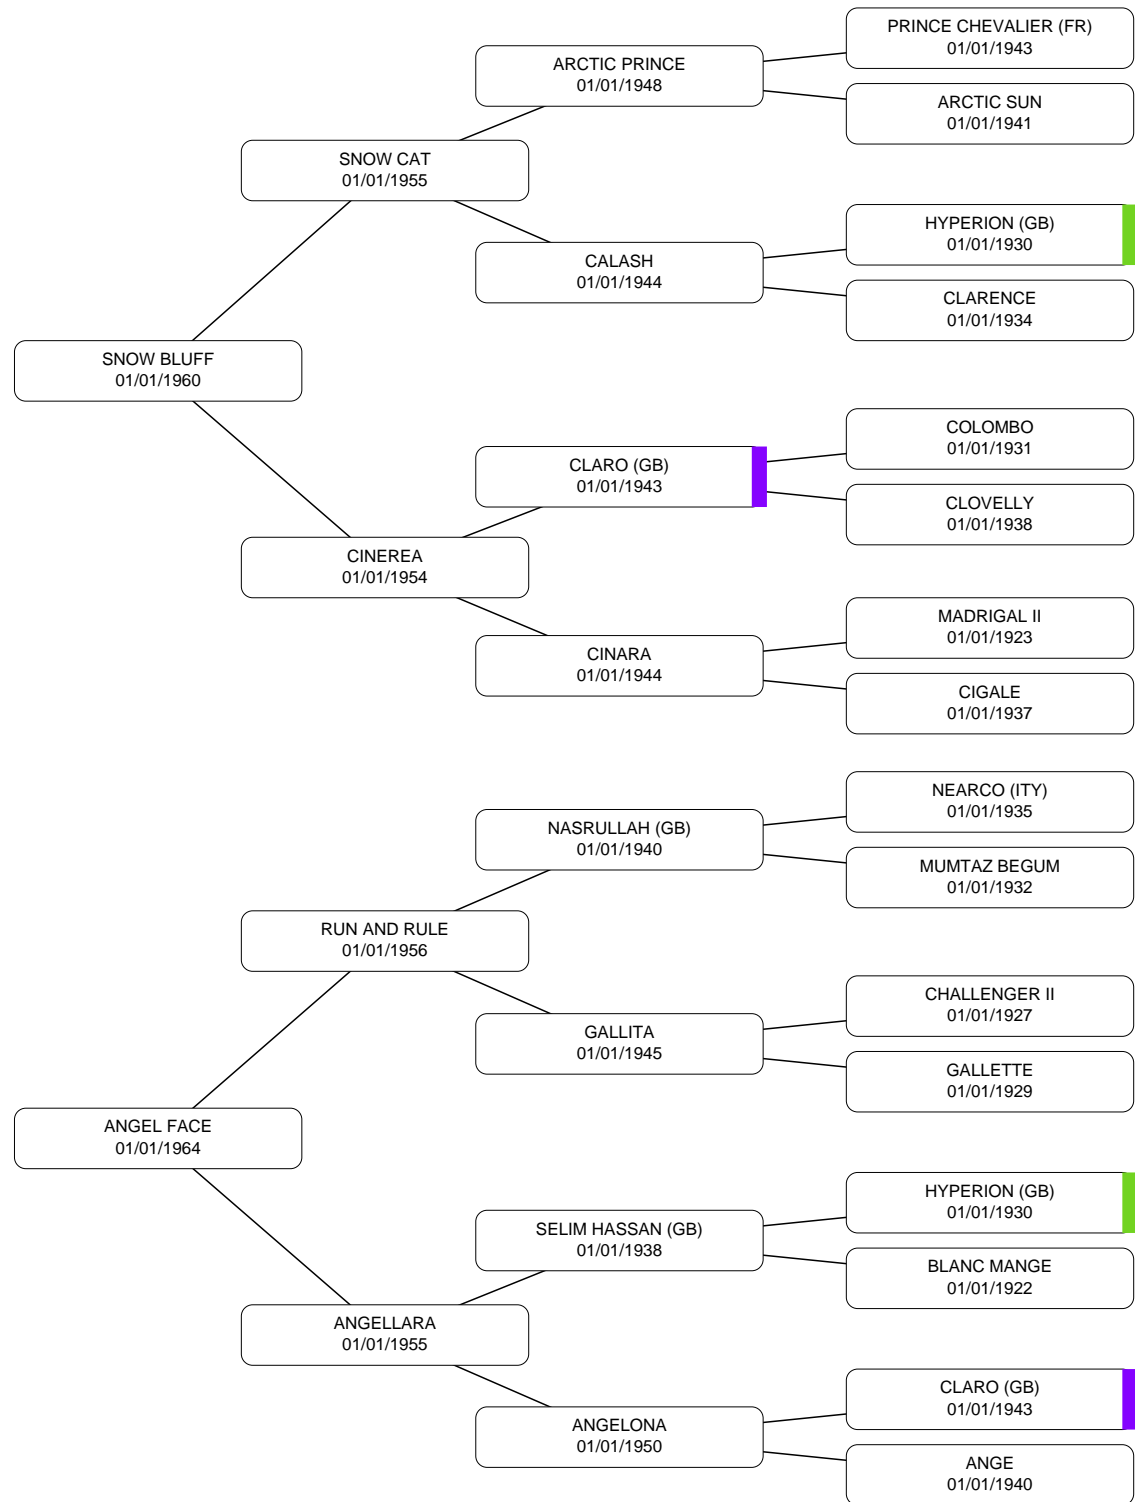 PRINCE CHEVALIER (FR)
01/01/1943
ARCTIC PRINCE
01/01/1948
ARCTIC SUN
01/01/1941
SNOW CAT
01/01/1955
HYPERION (GB)
01/01/1930
CALASH
01/01/1944
CLARENCE
01/01/1934
SNOW BLUFF
01/01/1960
COLOMBO
01/01/1931
CLARO (GB)
01/01/1943
CLOVELLY
01/01/1938
CINEREA
01/01/1954
MADRIGAL II
01/01/1923
CINARA
01/01/1944
CIGALE
01/01/1937
NEARCO (ITY)
01/01/1935
NASRULLAH (GB)
01/01/1940
MUMTAZ BEGUM
01/01/1932
RUN AND RULE
01/01/1956
CHALLENGER II
01/01/1927
GALLITA
01/01/1945
GALLETTE
01/01/1929
ANGEL FACE
01/01/1964
HYPERION (GB)
01/01/1930
SELIM HASSAN (GB)
01/01/1938
BLANC MANGE
01/01/1922
ANGELLARA
01/01/1955
CLARO (GB)
01/01/1943
ANGELONA
01/01/1950
ANGE
01/01/1940